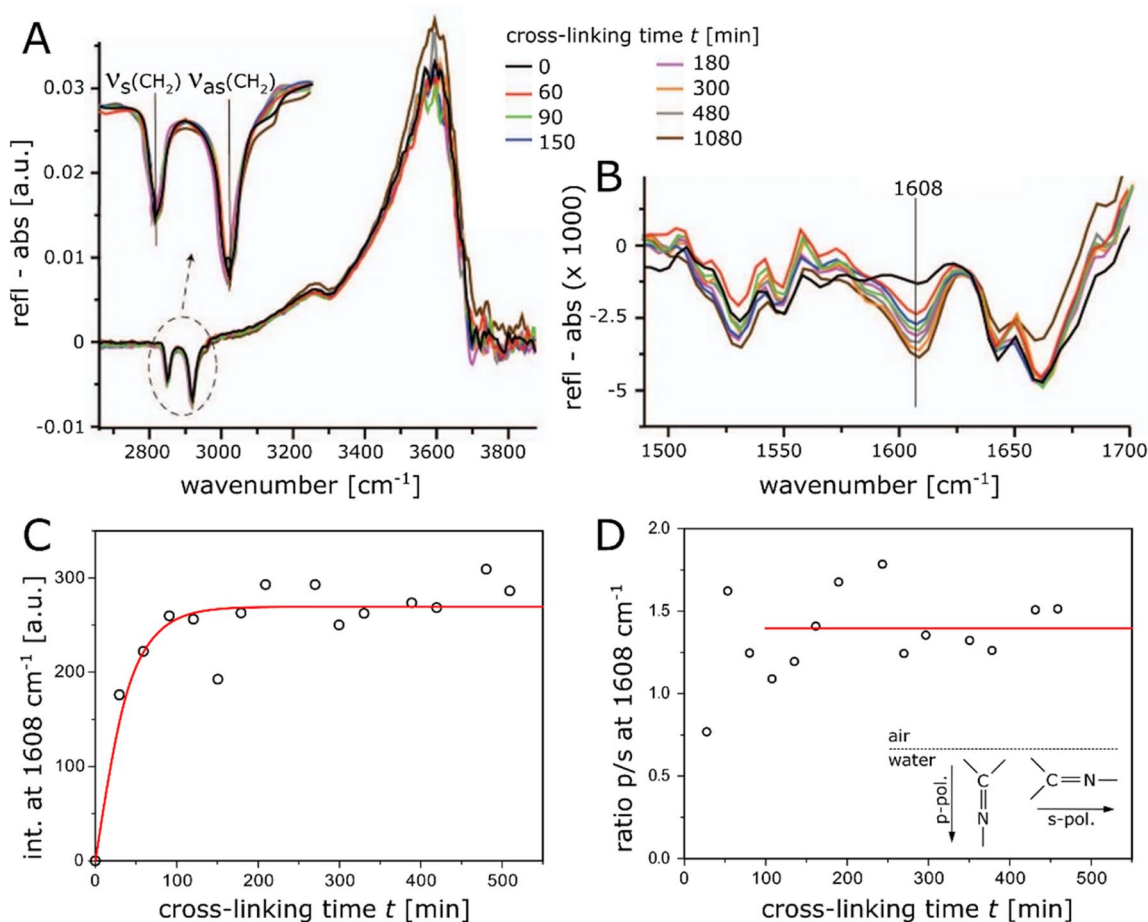 A
cross-linking time t [min]
0
60
90
150
180
300
480
1080
νs(CH2) νas(CH2)
refl - abs [a.u.]
0.03
0.02
0.01
0
-0.01
2800 3000 3200 3400 3600 3800
wavenumber [cm-1]
B
1608
refl - abs (x 1000)
0
-2.5
-5
1500 1550 1600 1650 1700
wavenumber [cm-1]
C
int. at 1608 cm-1 [a.u.]
300
200
100
0
0 100 200 300 400 500
cross-linking time t [min]
D
ratio p/s at 1608 cm-1
2.0
1.5
1.0
0.5
0.0
air
water
p-pol.
C
N
C=N
s-pol.
0 100 200 300 400 500
cross-linking time t [min]